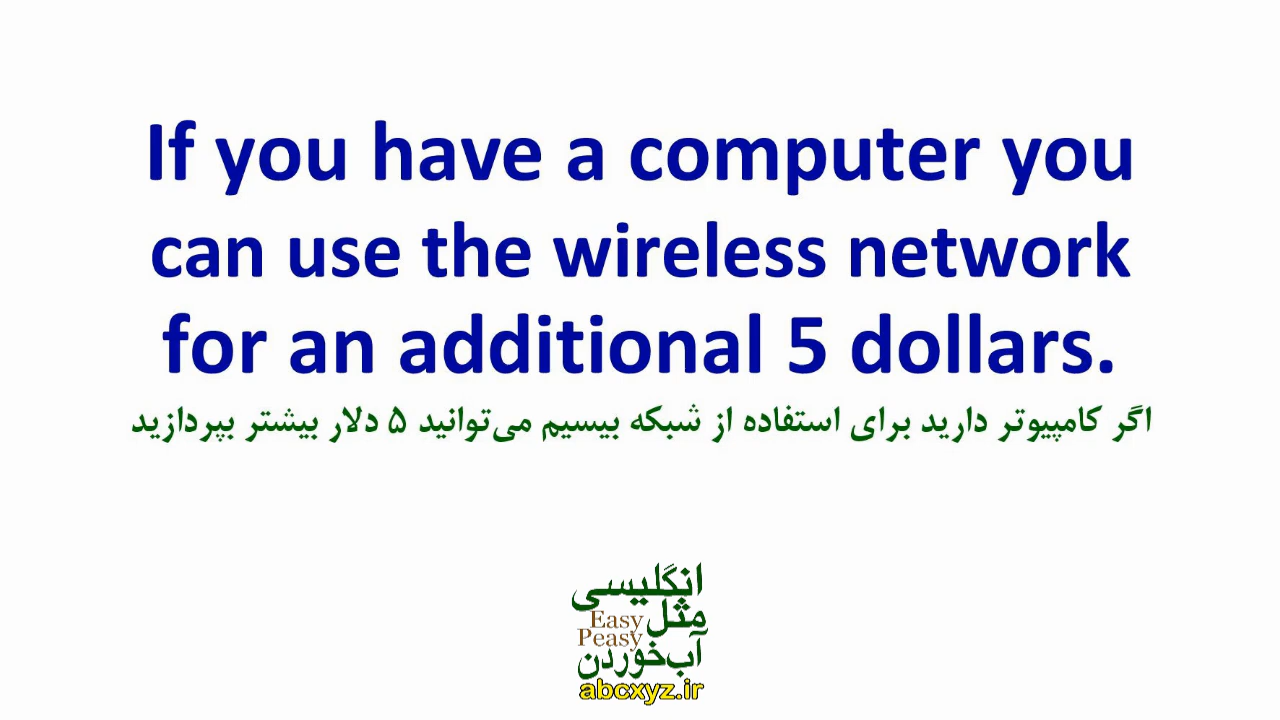 If you have a computer you
can use the wireless network
for an additional 5 dollars.
اگر کامپیوتر دارید برای استفاده از شبکه بیسیم می‌توانید ۵ دلار بیشتر بپردازید
انگلیسی
مثل
Easy
Peasy
آب‌خوردن
abcxyz.ir